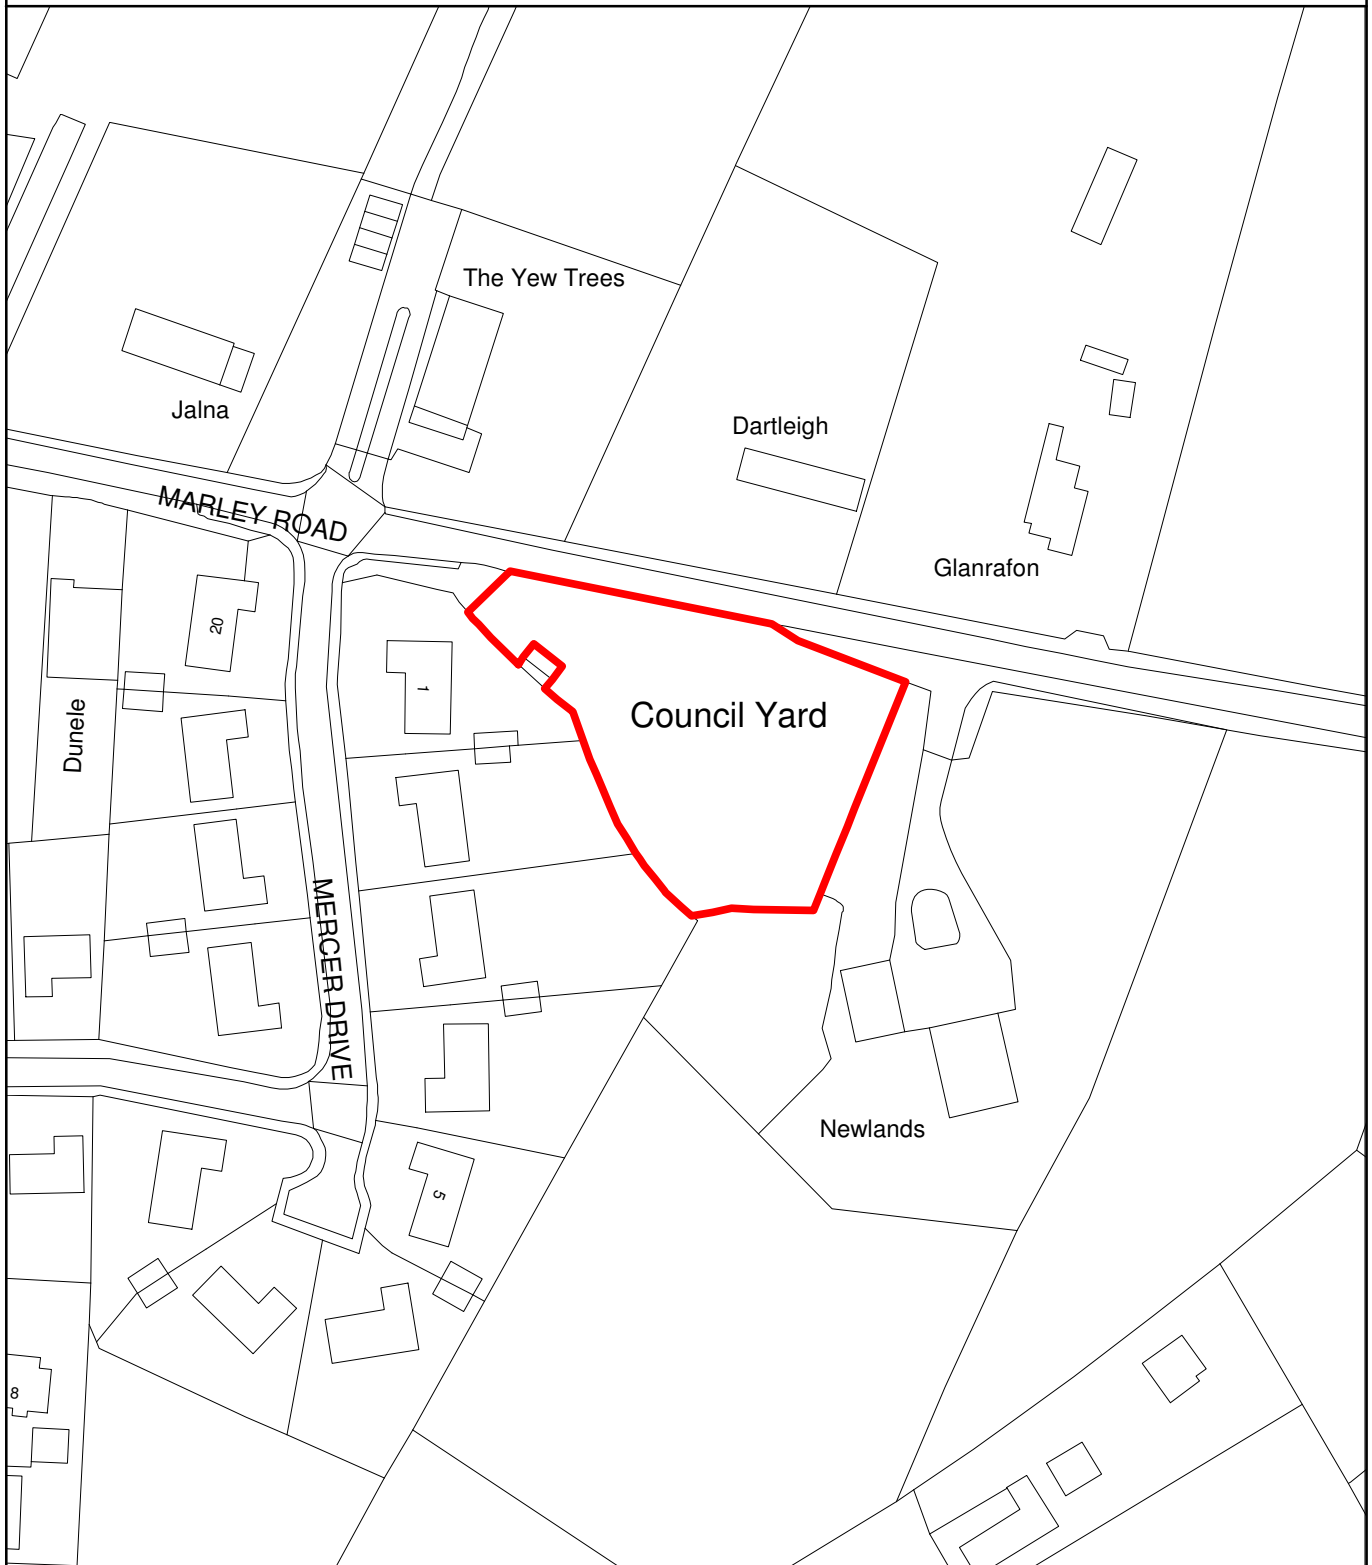 The Yew Trees
Jalna
Dartleigh
MARLEY ROAD
Glanrafon
20
1
Council Yard
Dunele
MERCER DRIVE
Newlands
5
8